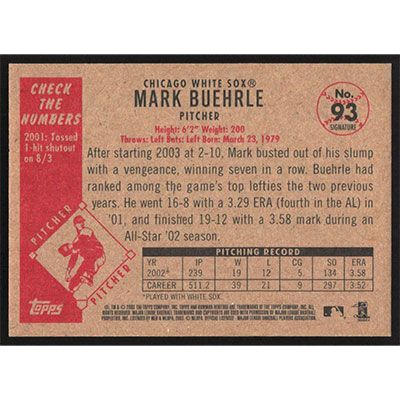 CHECK
THE
NUMBERS
2001: Tossed
1-hit shutout
on 8/3
PITCHER
PITCHER
Topps
CHICAGO WHITE SOX®
MARK BUEHRLE
PITCHER
Height: 6'2" Weight: 200
Throws: Left Bats: Left Born: March 23, 1979
No.
93
SIGNATURE
After starting 2003 at 2-10, Mark busted out of his slump
with a vengeance, winning seven in a row. Buehrle had
ranked among the game's top lefties the two previous
years. He went 16-8 with a 3.29 ERA (fourth in the AL) in
'01, and finished 19-12 with a 3.58 mark during an
All-Star '02 season.
PITCHING RECORD
YR IP W L CG SO ERA
2002 239 19 12 5 134 3.58
CAREER 511.2 39 21 9 297 3.52
*PLAYED WITH WHITE SOX.